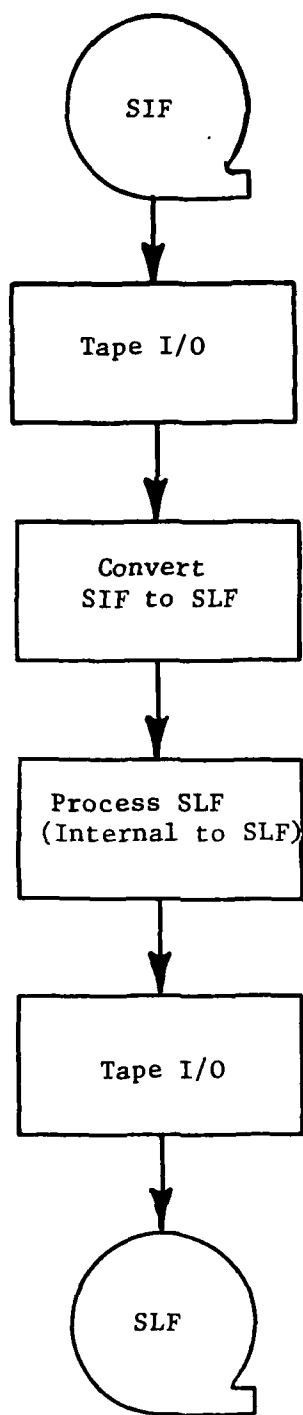 SIF
Tape I/O
Convert
SIF to SLF
Process SLF
(Internal to SLF)
Tape I/O
SLF